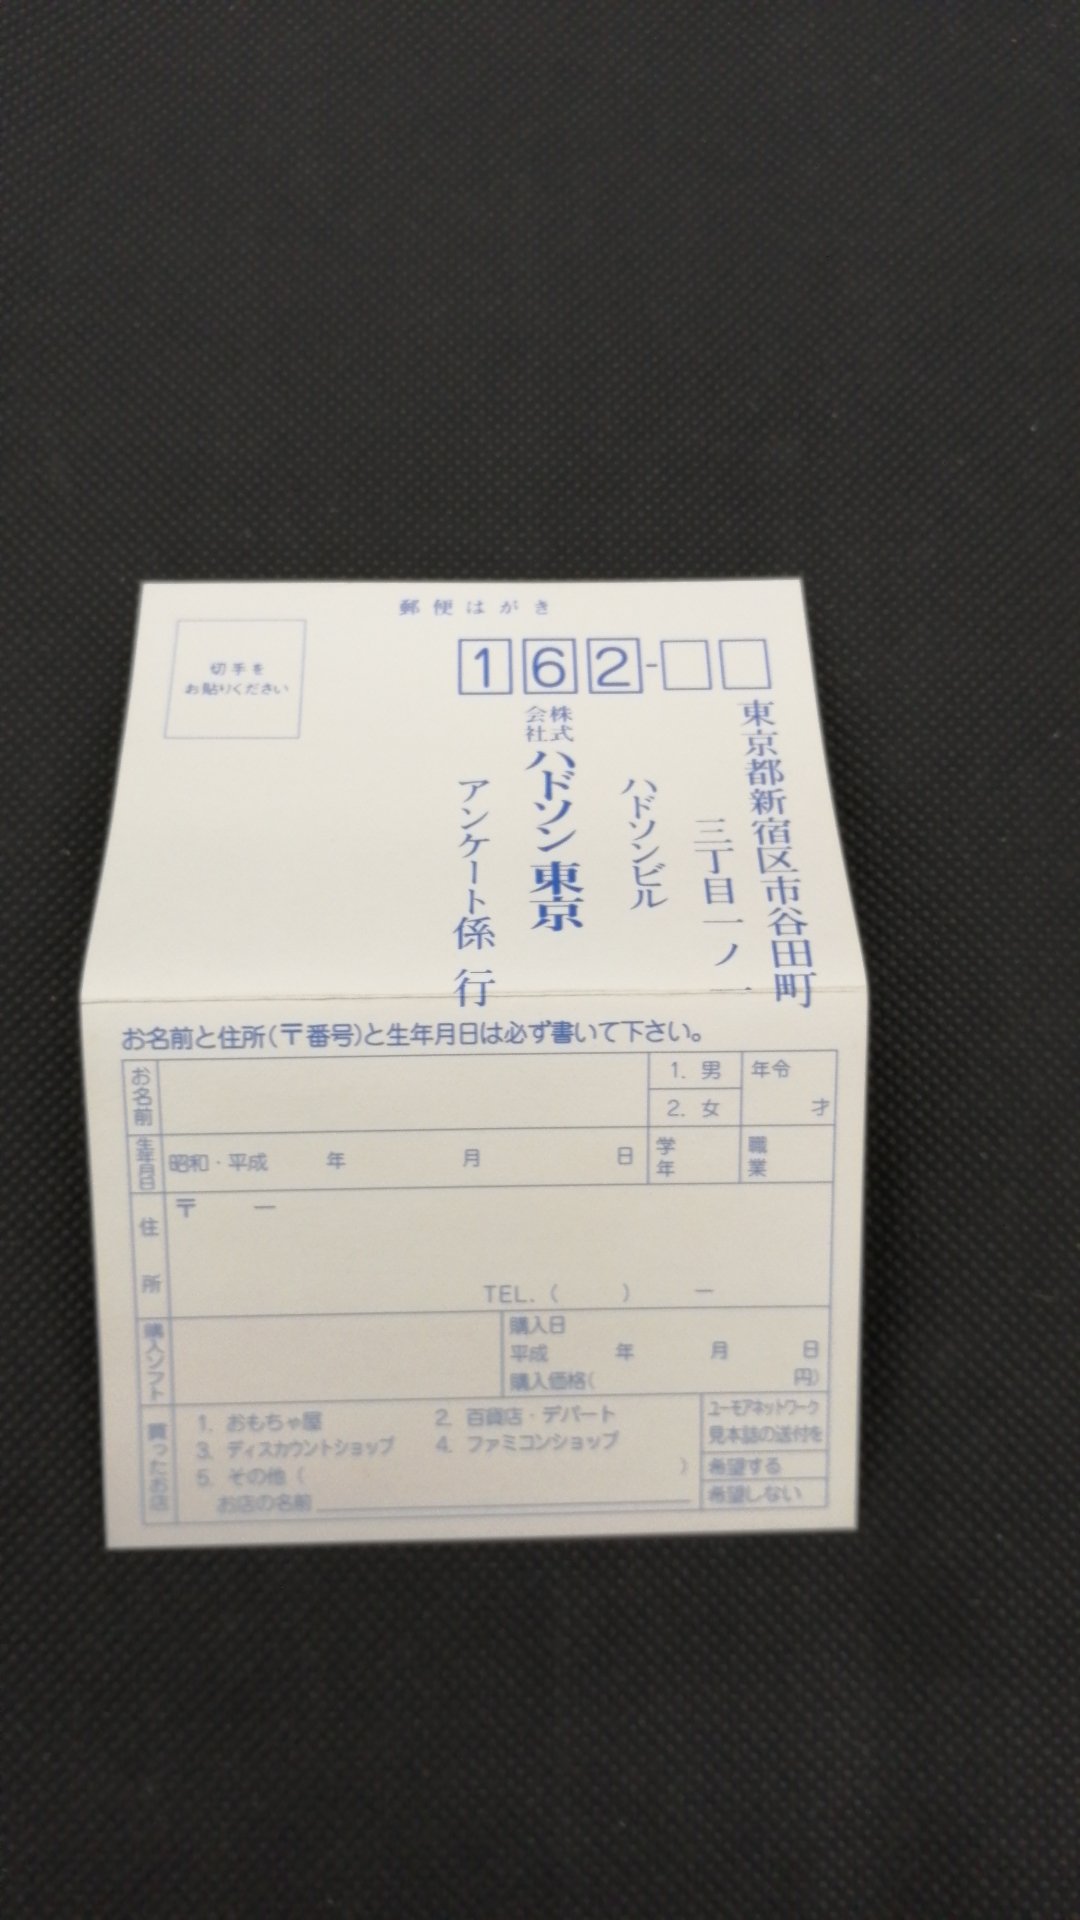 郵便はがき
切手を
お貼りください
162-
東京都新宿区市谷田町
三丁目一ノ一
ハドソンビル
株式会社ハドソン東京
アンケート係 行
お名前と住所(〒番号)と生年月日は必ず書いて下さい。
お名前
1. 男
2. 女
年令
才
生年月日
昭和・平成 年 月 日
学年
職業
住所
〒 ー
TEL. ( ) ー
購入ソフト
購入日
平成 年 月 日
購入価格( 円)
買ったお店
1. おもちゃ屋 2. 百貨店・デパート
3. ディスカウントショップ 4. ファミコンショップ
5. その他 ( )
お店の名前
ユーモアネットワーク
見本誌の送付を
希望する
希望しない